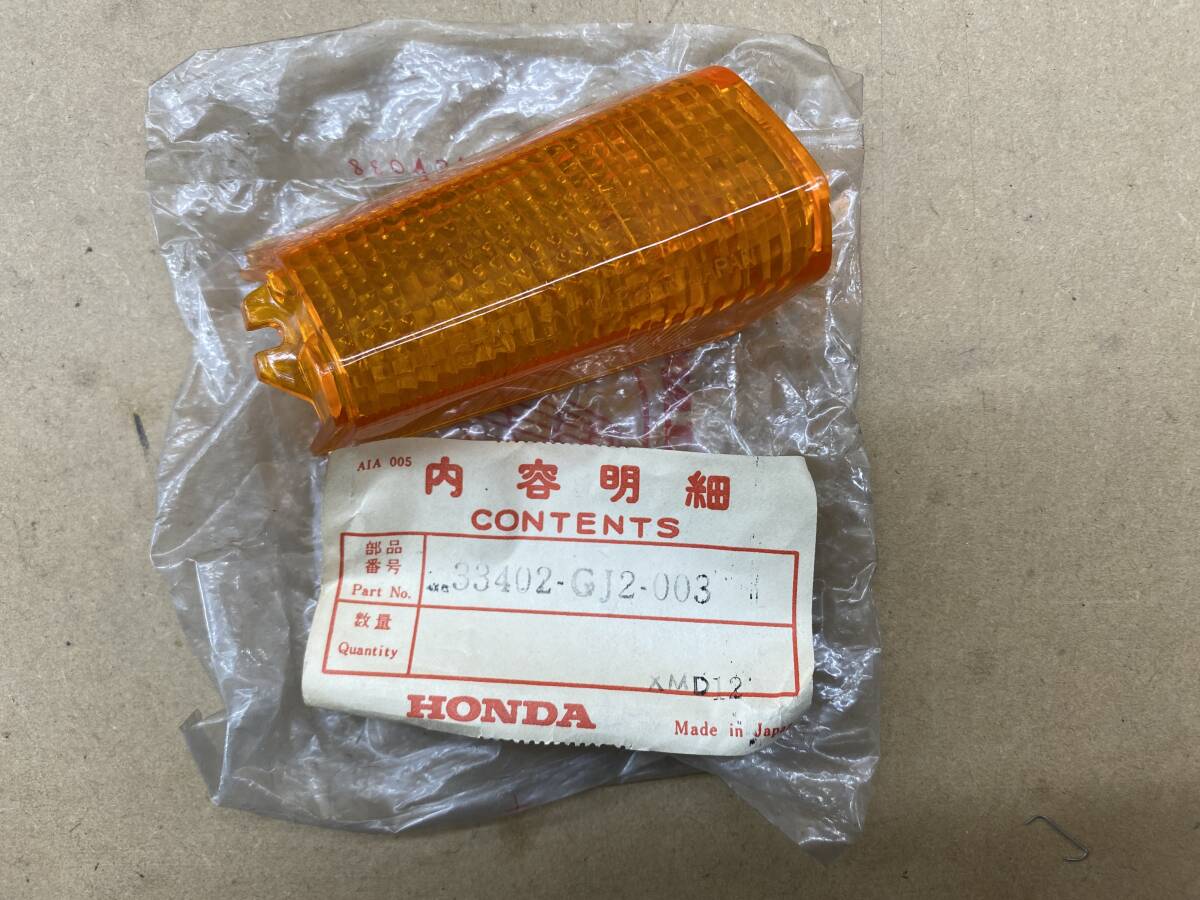 JAPAN
AIA 005
内容明細
CONTENTS
部品
番号
Part No.
33402-GJ2-003
数量
Quantity
XMD12
HONDA
Made in Japan